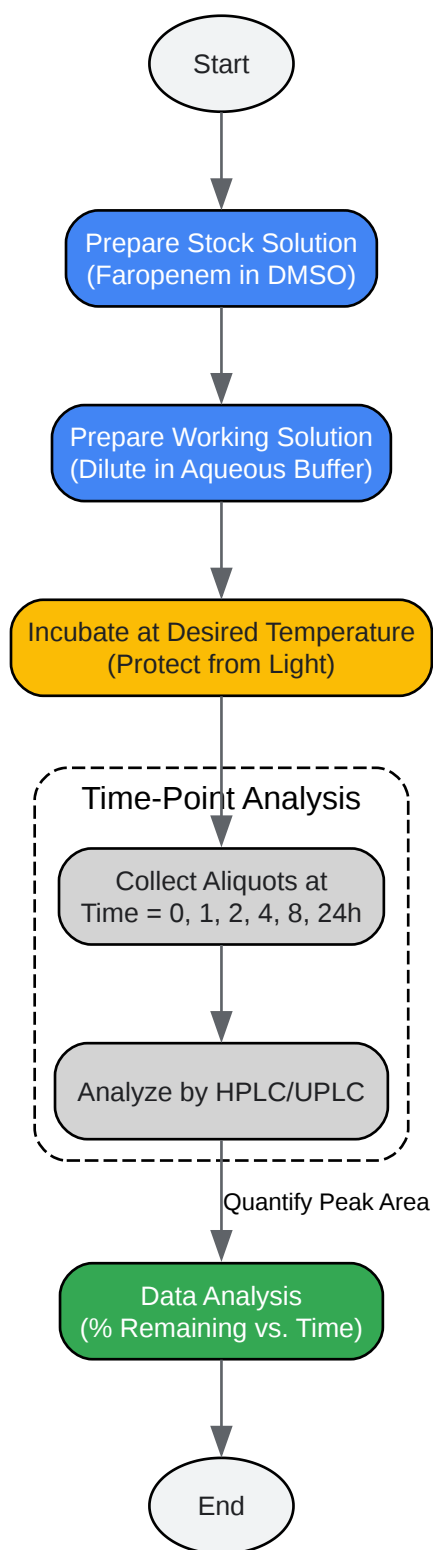 Start
Prepare Stock Solution
(Faropenem in DMSO)
Prepare Working Solution
(Dilute in Aqueous Buffer)
Incubate at Desired Temperature
(Protect from Light)
Time-Point Analysis
Collect Aliquots at
Time = 0, 1, 2, 4, 8, 24h
Analyze by HPLC/UPLC
Quantify Peak Area
Data Analysis
(% Remaining vs. Time)
End